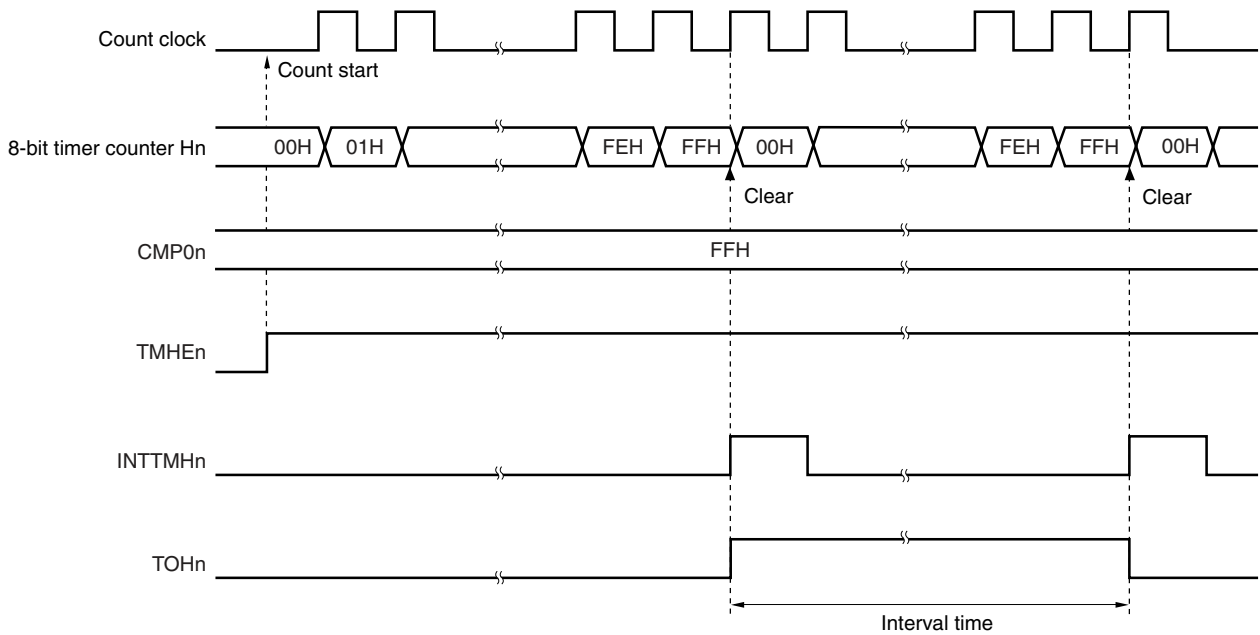 Count clock
Count start
8-bit timer counter Hn 00H 01H FEH FFH 00H FEH FFH 00H
Clear Clear
CMP0n FFH
TMHEn
INTTMHn
TOHn
Interval time